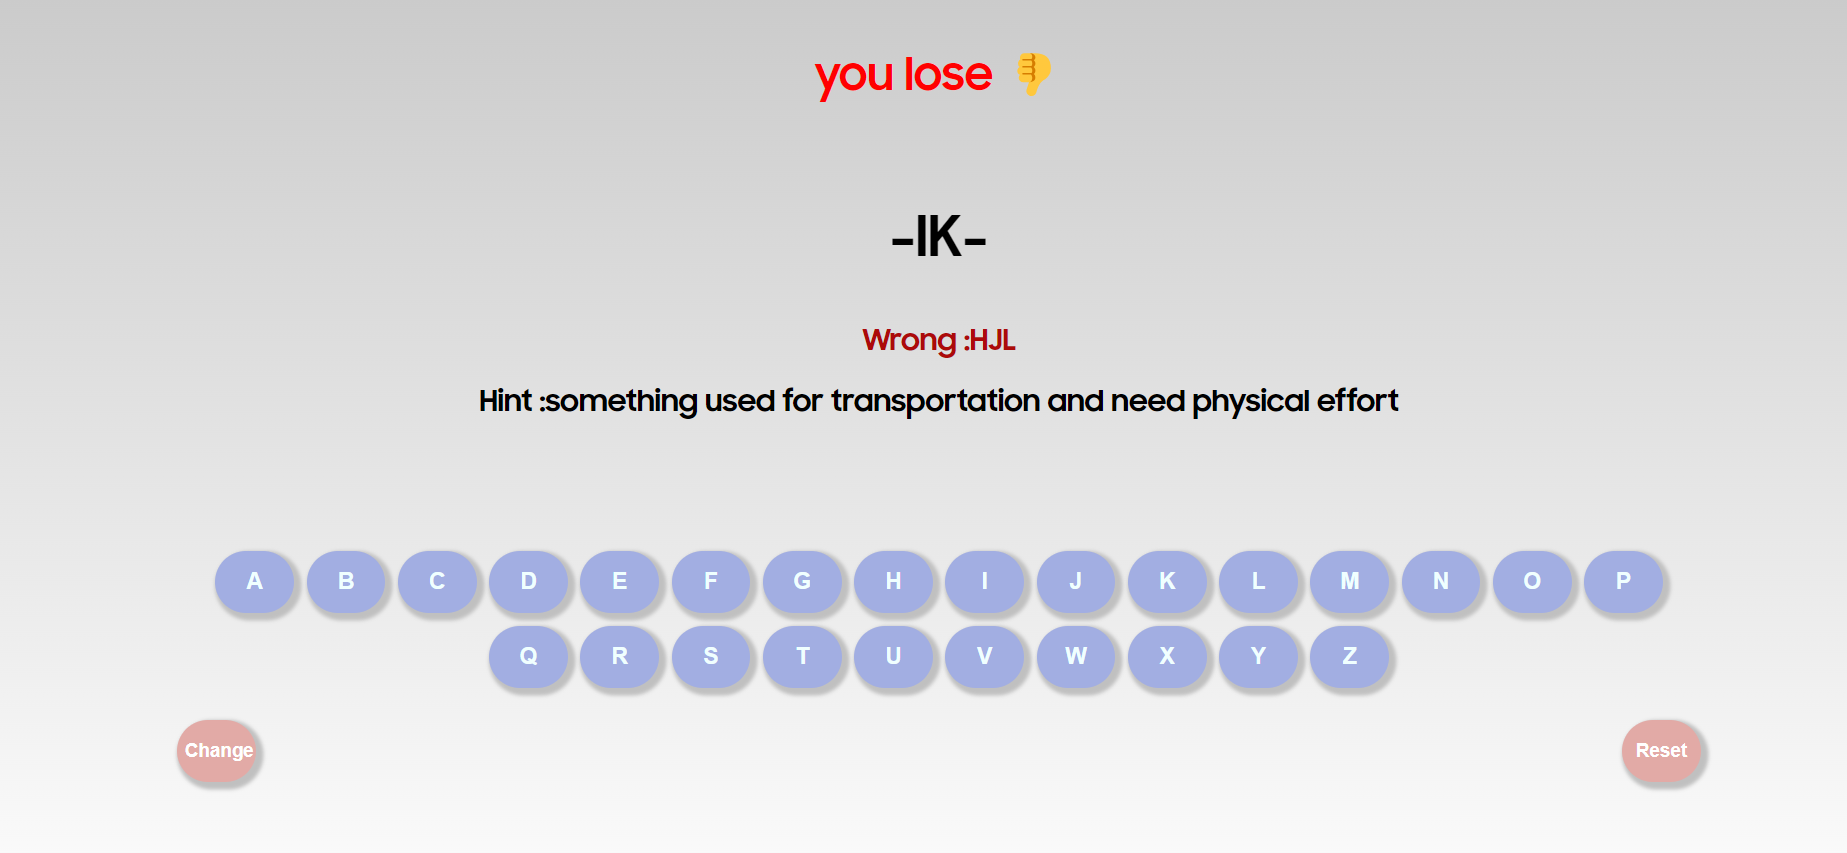 you lose 👎
-IK-
Wrong :HJL
Hint :something used for transportation and need physical effort
A B C D E F G H I J K L M N O P
Q R S T U V W X Y Z
Change Reset